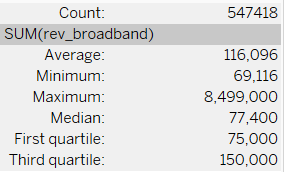 Count: 547418
SUM(rev_broadband)
Average: 116,096
Minimum: 69,116
Maximum: 8,499,000
Median: 77,400
First quartile: 75,000
Third quartile: 150,000